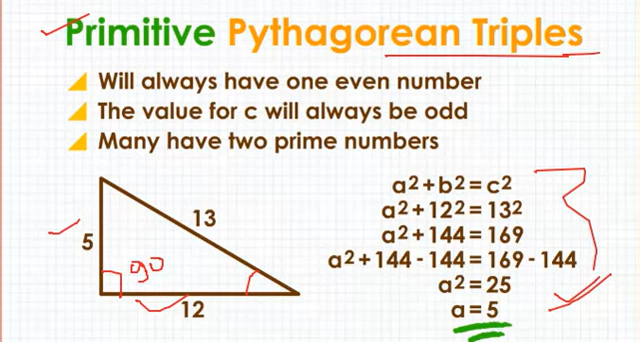 Primitive Pythagorean Triples
Will always have one even number
The value for c will always be odd
Many have two prime numbers
a2+b2=c2
a2+122=132
a2+144=169
a2+144-144=169-144
a2=25
a=5
13
5
90
12